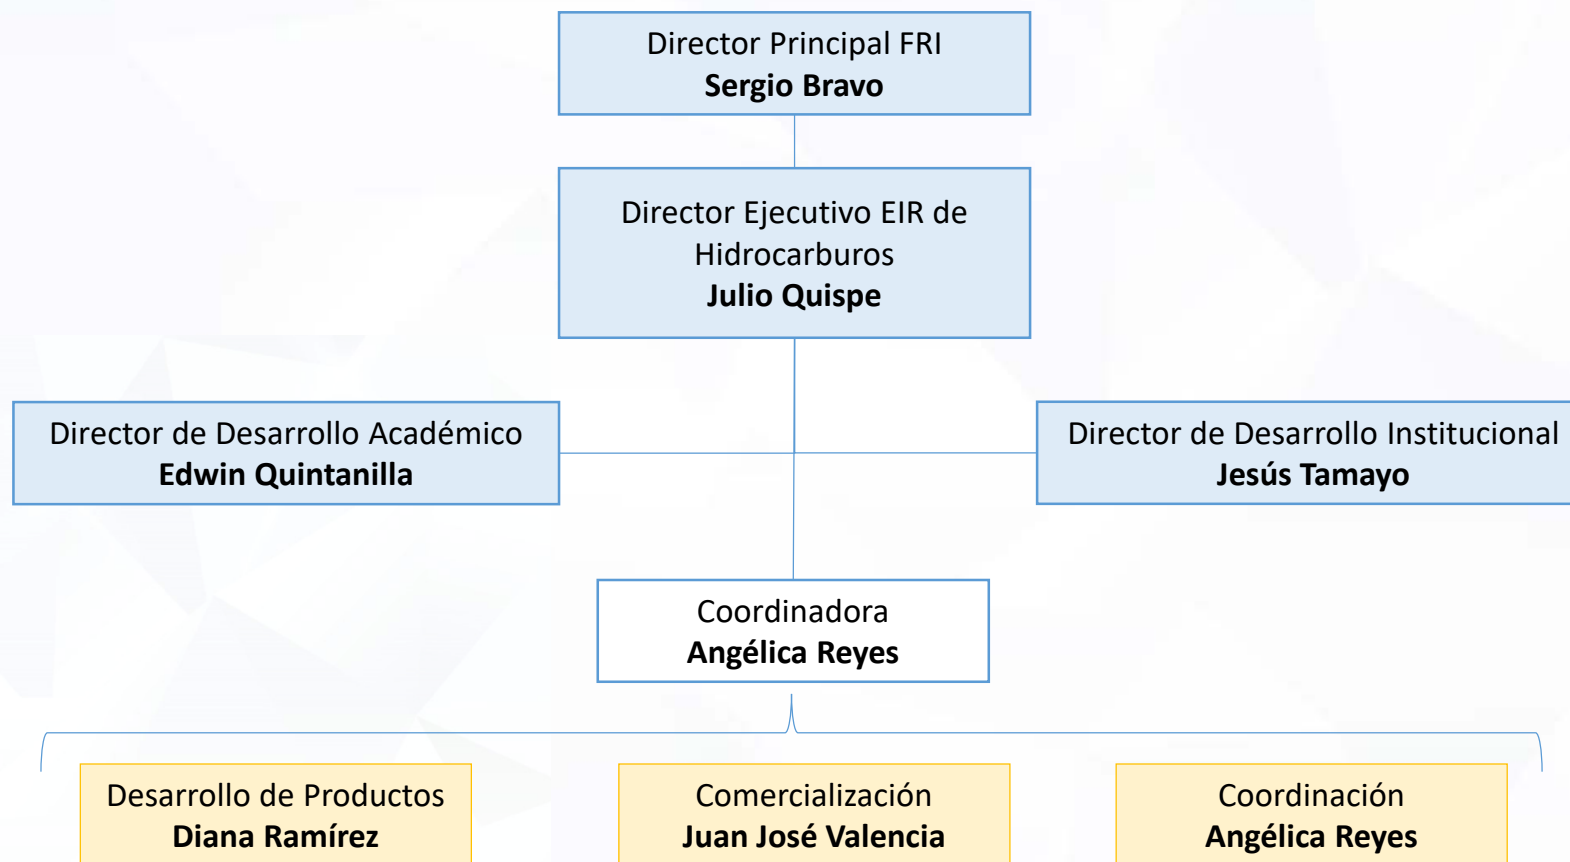 Director Principal FRI
Sergio Bravo
Director Ejecutivo EIR de
Hidrocarburos
Julio Quispe
Director de Desarrollo Académico
Edwin Quintanilla
Director de Desarrollo Institucional
Jesús Tamayo
Coordinadora
Angélica Reyes
Desarrollo de Productos
Diana Ramírez
Comercialización
Juan José Valencia
Coordinación
Angélica Reyes